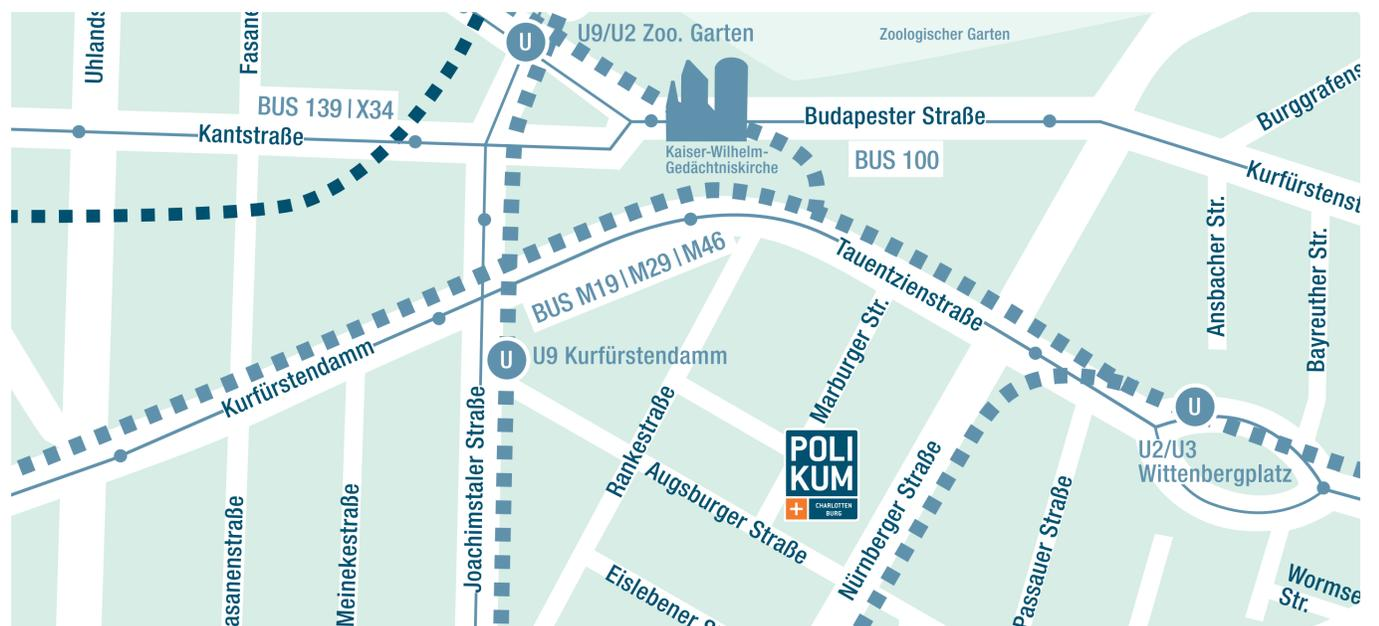 Uhlands
Fasane
U
U9/U2 Zoo. Garten
Zoologischer Garten
BUS 139 | X34
Kantstraße
Budapester Straße
Burggrafens
Kaiser-Wilhelm-
Gedächtniskirche
BUS 100
Kurfürstenst
Ansbacher Str.
Bayreuther Str.
BUS M19 | M29 | M46
Tauentzienstraße
U
U9 Kurfürstendamm
Kurfürstendamm
Marburger Str.
U
U2/U3
Wittenbergplatz
Joachimstaler Straße
Rankestraße
POLI
KUM
CHARLOTTEN
BURG
Augsburger Straße
Nürnberger Straße
asanenstraße
Meinekestraße
Passauer Straße
Eislebener S
Wormse
Str.